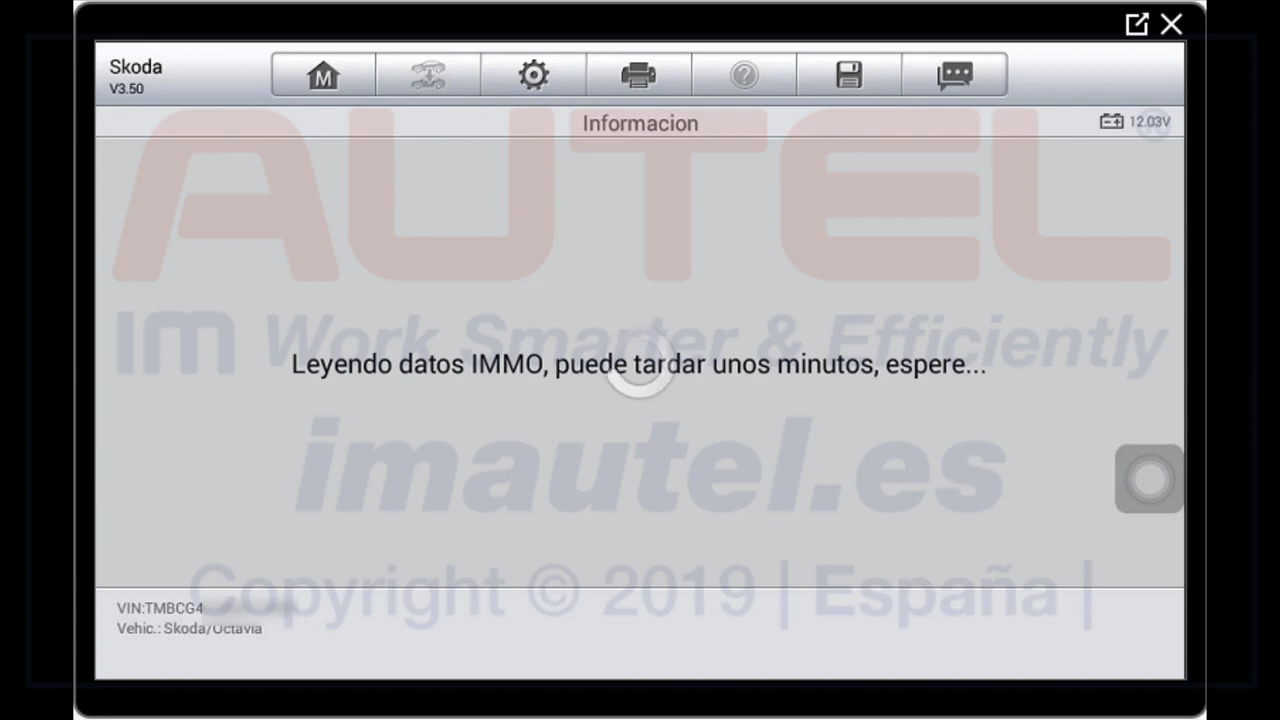 Skoda
V3.50
M
Informacion
12.03V
AUTEL
®
IM Work Smarter & Efficiently
Leyendo datos IMMO, puede tardar unos minutos, espere...
imautel.es
Copyright © 2019 | España |
VIN:TMBCG4
Vehic.: Skoda/Octavia